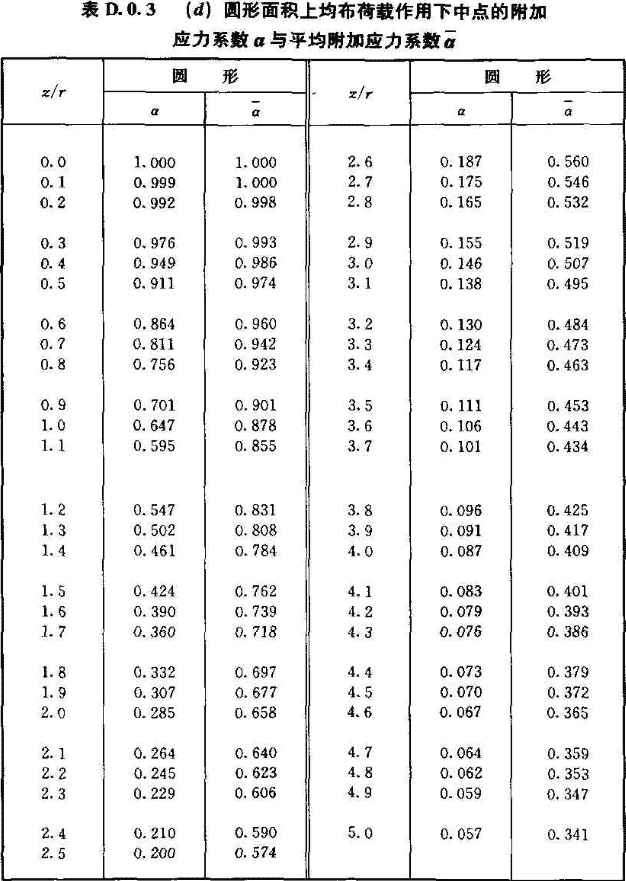 表 D.0.3 (d) 圆形面积上均布荷载作用下中点的附加
应力系数 α 与平均附加应力系数 ᾱ
z/r 圆 形 z/r 圆 形
α ᾱ α ᾱ
0.0 1.000 1.000 2.6 0.187 0.560
0.1 0.999 1.000 2.7 0.175 0.546
0.2 0.992 0.998 2.8 0.165 0.532
0.3 0.976 0.993 2.9 0.155 0.519
0.4 0.949 0.986 3.0 0.146 0.507
0.5 0.911 0.974 3.1 0.138 0.495
0.6 0.864 0.960 3.2 0.130 0.484
0.7 0.811 0.942 3.3 0.124 0.473
0.8 0.756 0.923 3.4 0.117 0.463
0.9 0.701 0.901 3.5 0.111 0.453
1.0 0.647 0.878 3.6 0.106 0.443
1.1 0.595 0.855 3.7 0.101 0.434
1.2 0.547 0.831 3.8 0.096 0.425
1.3 0.502 0.808 3.9 0.091 0.417
1.4 0.461 0.784 4.0 0.087 0.409
1.5 0.424 0.762 4.1 0.083 0.401
1.6 0.390 0.739 4.2 0.079 0.393
1.7 0.360 0.718 4.3 0.076 0.386
1.8 0.332 0.697 4.4 0.073 0.379
1.9 0.307 0.677 4.5 0.070 0.372
2.0 0.285 0.658 4.6 0.067 0.365
2.1 0.264 0.640 4.7 0.064 0.359
2.2 0.245 0.623 4.8 0.062 0.353
2.3 0.229 0.606 4.9 0.059 0.347
2.4 0.210 0.590 5.0 0.057 0.341
2.5 0.200 0.574